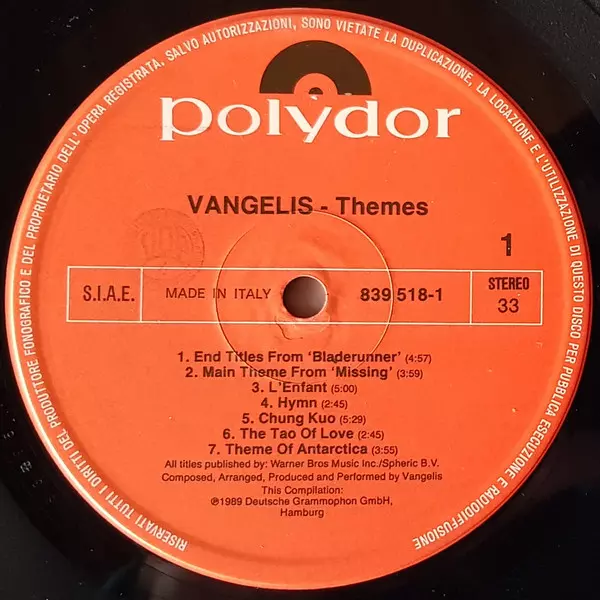 RISERVATI TUTTI I DIRITTI DEL PRODUTTORE FONOGRAFICO E DEL PROPRIETARIO DELL'OPERA REGISTRATA, SALVO AUTORIZZAZIONI, SONO VIETATE LA DUPLICAZIONE, LA LOCAZIONE E L'UTILIZZAZIONE DI QUESTO DISCO PER PUBBLICA ESECUZIONE E RADIODIFFUSIONE
polydor
VANGELIS - Themes
1
S.I.A.E.
MADE IN ITALY
839 518-1
STEREO
33
1. End Titles From ‘Bladerunner’ (4:57)
2. Main Theme From ‘Missing’ (3:59)
3. L'Enfant (5:00)
4. Hymn (2:45)
5. Chung Kuo (5:29)
6. The Tao Of Love (2:45)
7. Theme Of Antarctica (3:55)
All titles published by: Warner Bros Music Inc./Spheric B.V.
Composed, Arranged, Produced and Performed by Vangelis
This Compilation:
℗1989 Deutsche Grammophon GmbH,
Hamburg